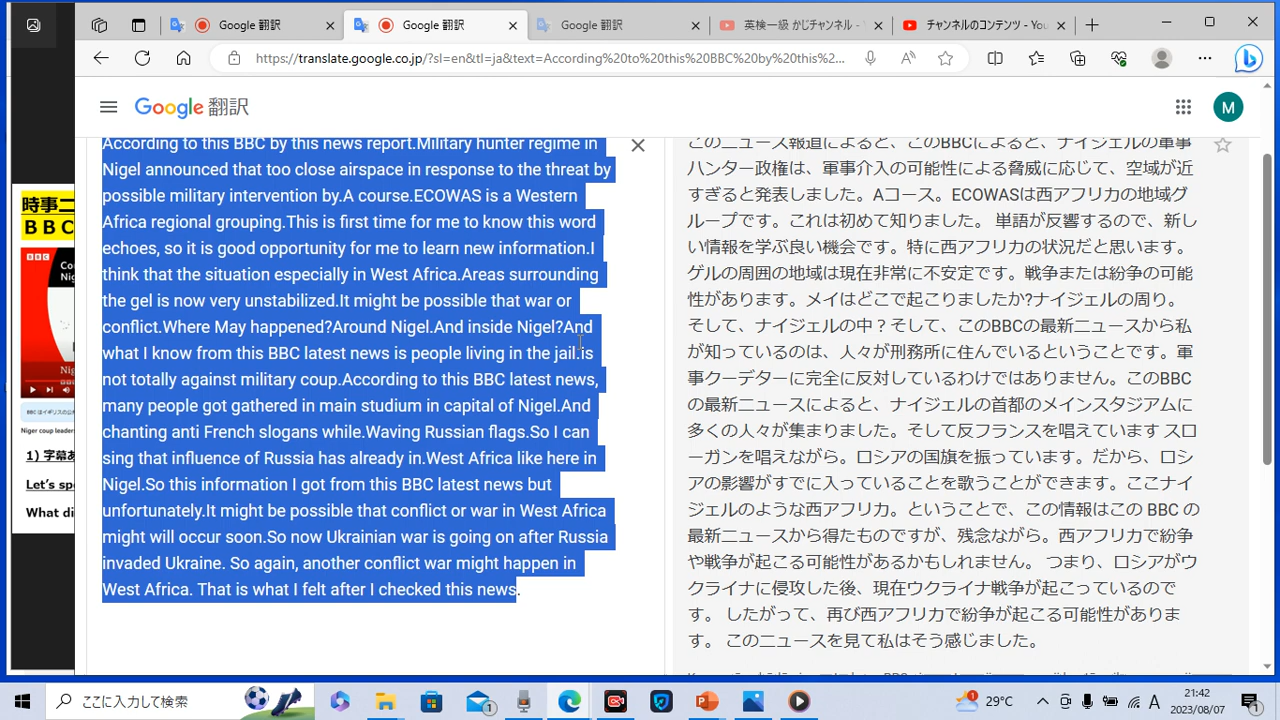 Google 翻訳
Google 翻訳
Google 翻訳
英検一級 かじチャンネル -
チャンネルのコンテンツ - You
https://translate.google.co.jp/?sl=en&tl=ja&text=According%20to%20this%20BBC%20by%20this%2...
Google 翻訳
M
According to this BBC by this news report.Military hunter regime in
Nigel announced that too close airspace in response to the threat by
possible military intervention by.A course.ECOWAS is a Western
Africa regional grouping.This is first time for me to know this word
echoes, so it is good opportunity for me to learn new information.I
think that the situation especially in West Africa.Areas surrounding
the gel is now very unstabilized.It might be possible that war or
conflict.Where May happened?Around Nigel.And inside Nigel?And
what I know from this BBC latest news is people living in the jail.is
not totally against military coup.According to this BBC latest news,
many people got gathered in main studium in capital of Nigel.And
chanting anti French slogans while.Waving Russian flags.So I can
sing that influence of Russia has already in.West Africa like here in
Nigel.So this information I got from this BBC latest news but
unfortunately.It might be possible that conflict or war in West Africa
might will occur soon.So now Ukrainian war is going on after Russia
invaded Ukraine. So again, another conflict war might happen in
West Africa. That is what I felt after I checked this news.
このニュース報道によると、このBBCによると、ナイジェルの軍事
ハンター政権は、軍事介入の可能性による脅威に応じて、空域が近
すぎると発表しました。Aコース。ECOWASは西アフリカの地域グ
ループです。これは初めて知りました。 単語が反響するので、新し
い情報を学ぶ良い機会です。特に西アフリカの状況だと思います。
ゲルの周囲の地域は現在非常に不安定です。戦争または紛争の可能
性があります。メイはどこで起こりましたか?ナイジェルの周り。
そして、ナイジェルの中？そして、このBBCの最新ニュースから私
が知っているのは、人々が刑務所に住んでいるということです。軍
事クーデターに完全に反対しているわけではありません。このBBC
の最新ニュースによると、ナイジェルの首都のメインスタジアムに
多くの人々が集まりました。そして反フランスを唱えています スロ
ーガンを唱えながら。ロシアの国旗を振っています。だから、ロシ
アの影響がすでに入っていることを歌うことができます。ここナイ
ジェルのような西アフリカ。ということで、この情報はこの BBC の
最新ニュースから得たものですが、残念ながら。西アフリカで紛争
や戦争が起こる可能性があるかもしれません。 つまり、ロシアがウ
クライナに侵攻した後、現在ウクライナ戦争が起こっているので
す。 したがって、再び西アフリカで紛争が起こる可能性がありま
す。 このニュースを見て私はそう感じました。
時事ニ
ＢＢＣ
BBC
Co
Nig
BBC はイギリスの公
Niger coup leader
1) 字幕あ
Let's spe
What di
ここに入力して検索
1
1
29°C
A
21:42
2023/08/07
1